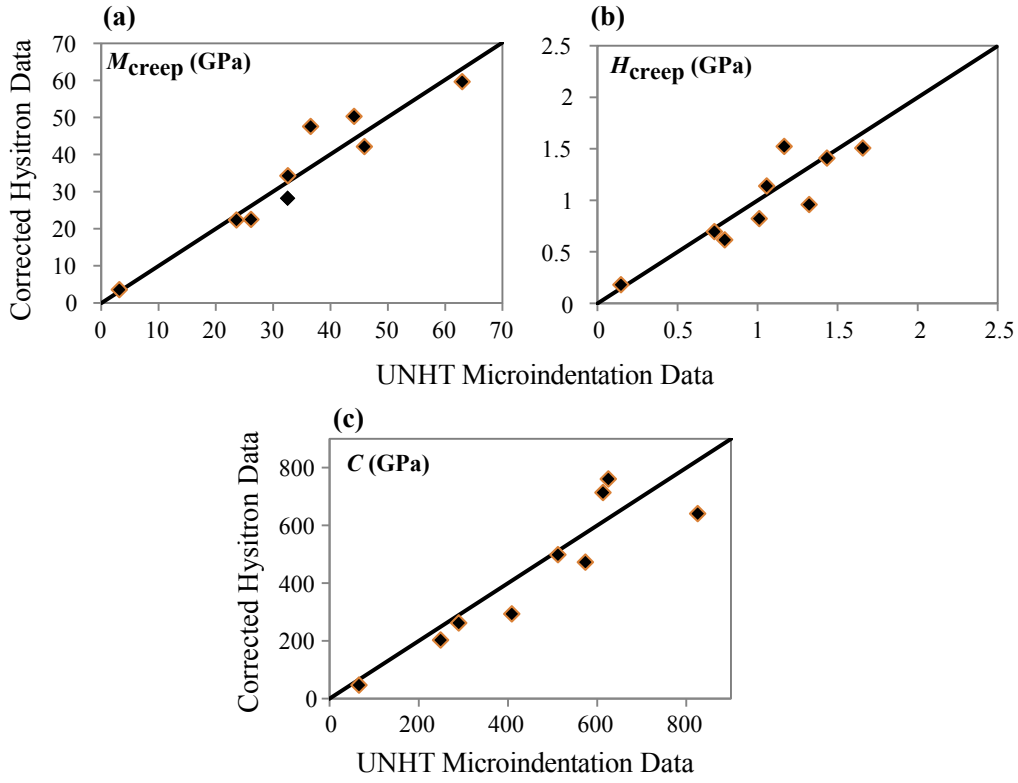 (a)
M_creep (GPa)
Corrected Hysitron Data
70
60
50
40
30
20
10
0
0 10 20 30 40 50 60 70
(b)
H_creep (GPa)
2.5
2
1.5
1
0.5
0
0 0.5 1 1.5 2 2.5
UNHT Microindentation Data
(c)
C (GPa)
Corrected Hysitron Data
800
600
400
200
0
0 200 400 600 800
UNHT Microindentation Data